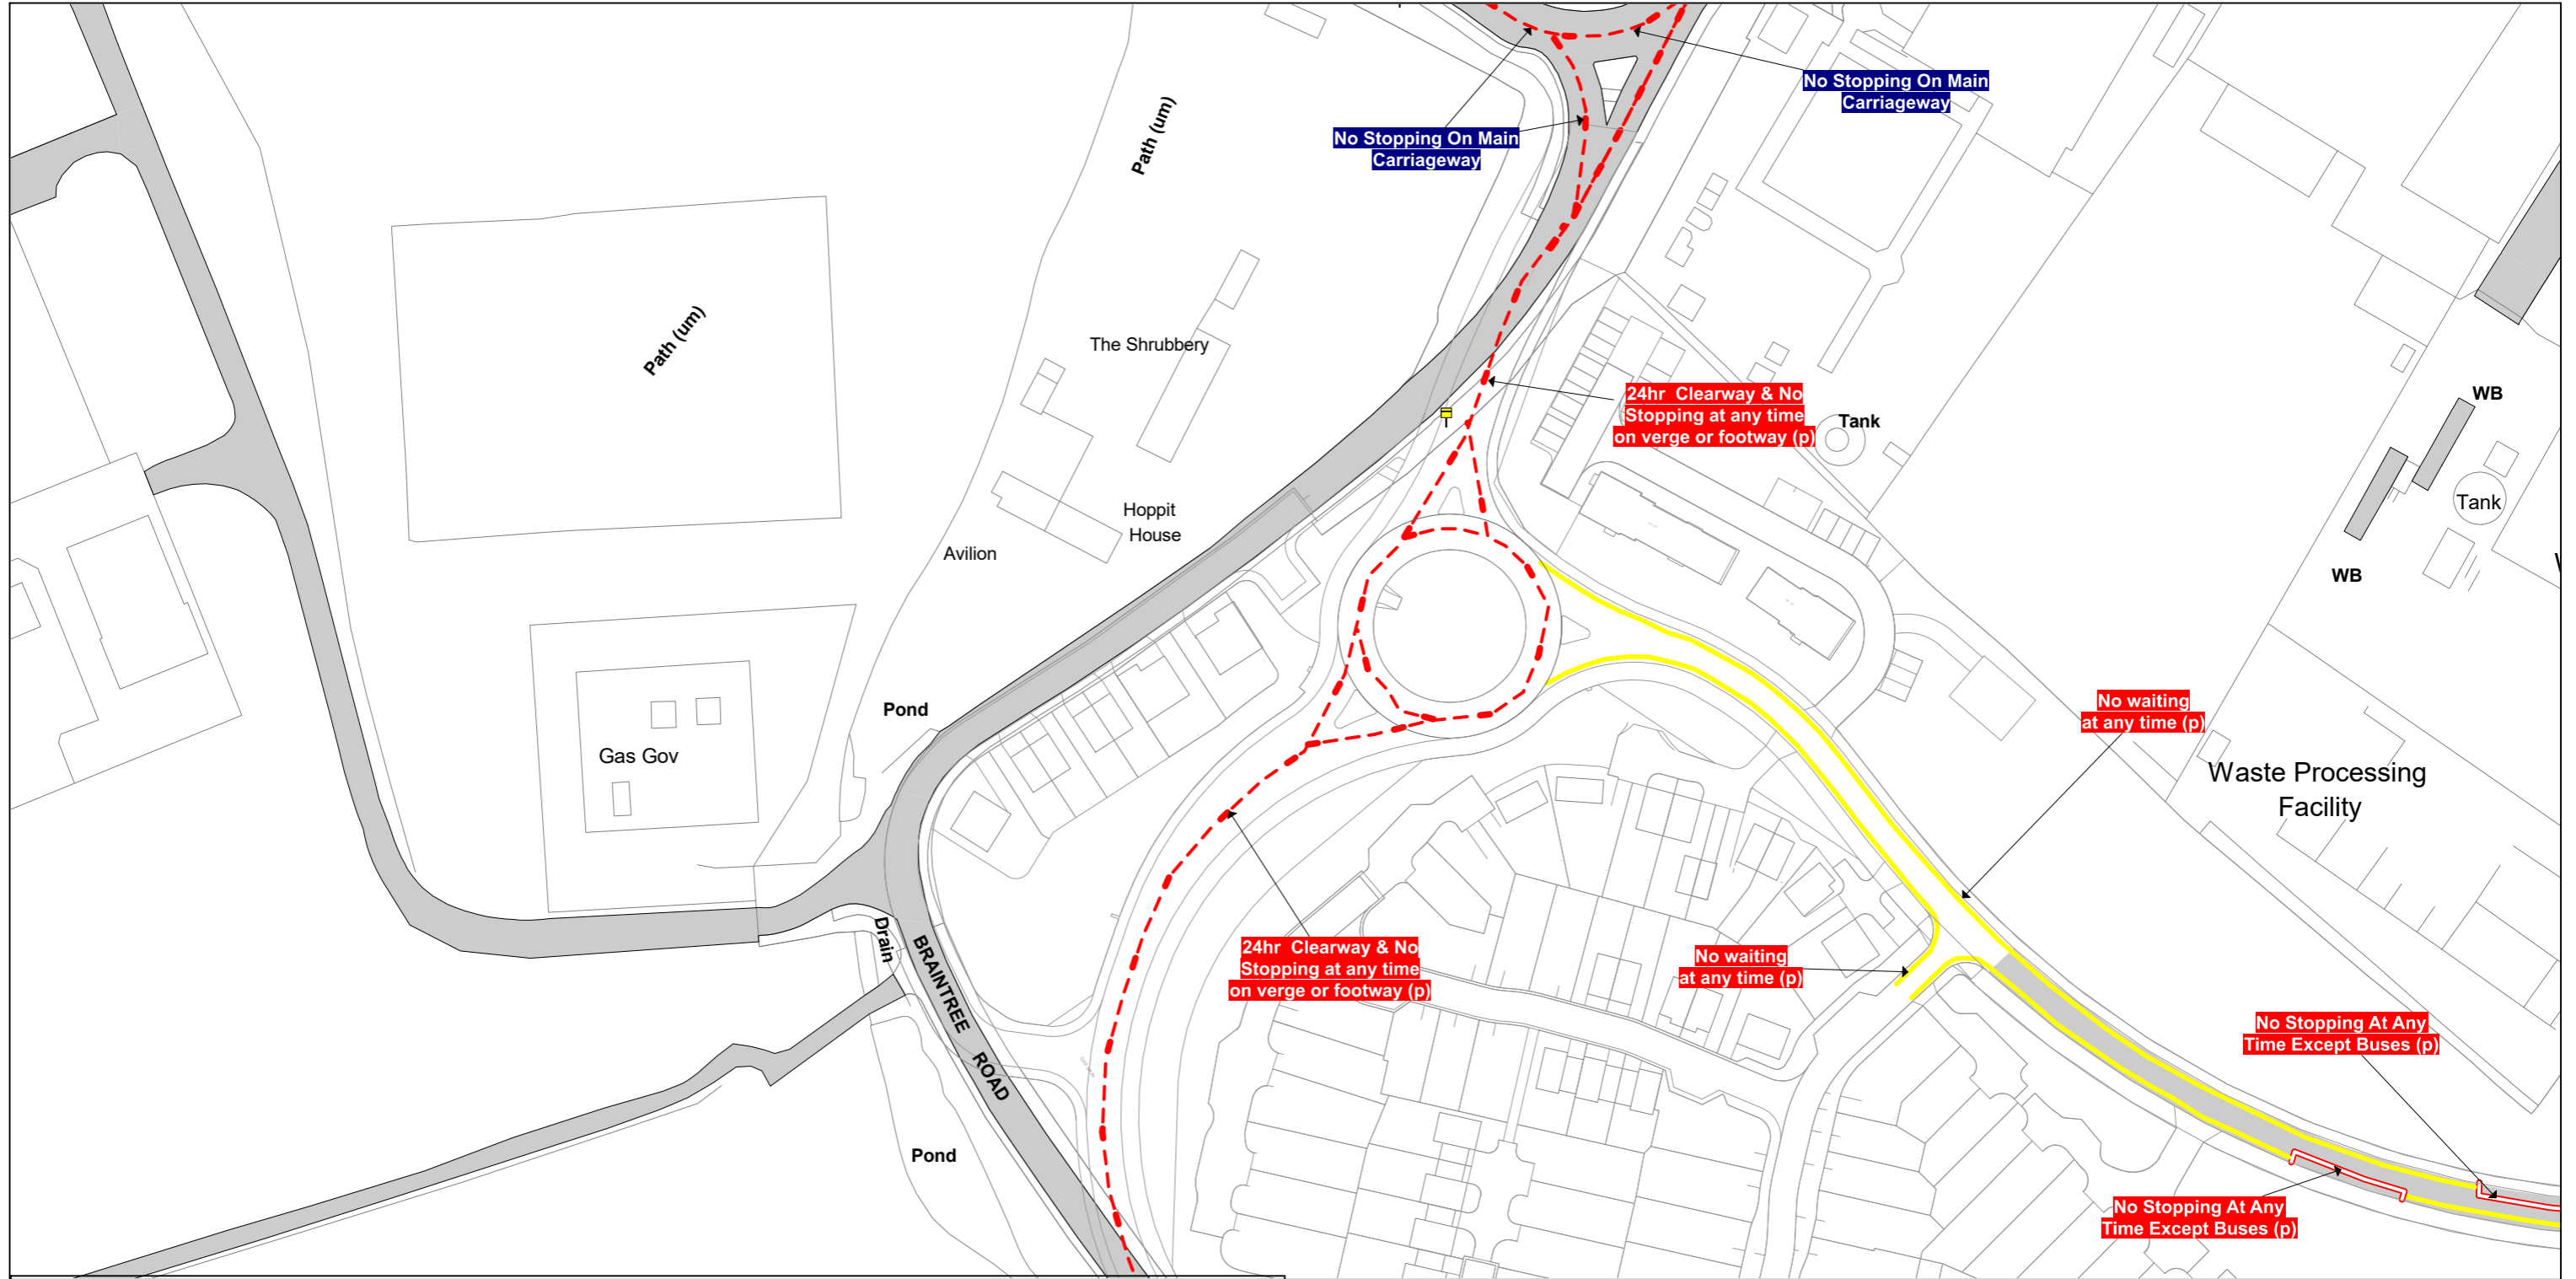 No Stopping On Main
Carriageway
No Stopping On Main
Carriageway
Path (um)
Path (um)
The Shrubbery
24hr Clearway & No
Stopping at any time
on verge or footway (p)
Tank
WB
Tank
WB
Hoppit
House
Avilion
Pond
Gas Gov
No waiting
at any time (p)
Waste Processing
Facility
Drain
BRAINTREE ROAD
24hr Clearway & No
Stopping at any time
on verge or footway (p)
No waiting
at any time (p)
No Stopping At Any
Time Except Buses (p)
Pond
No Stopping At Any
Time Except Buses (p)